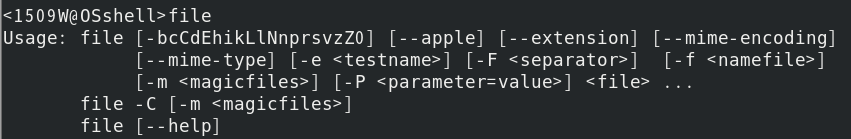 <1509W@OSshell>file
Usage: file [-bcCdEhikLlNnprsvzZ0] [--apple] [--extension] [--mime-encoding]
            [--mime-type] [-e <testname>] [-F <separator>]  [-f <namefile>]
            [-m <magicfiles>] [-P <parameter=value>] <file> ...
       file -C [-m <magicfiles>]
       file [--help]